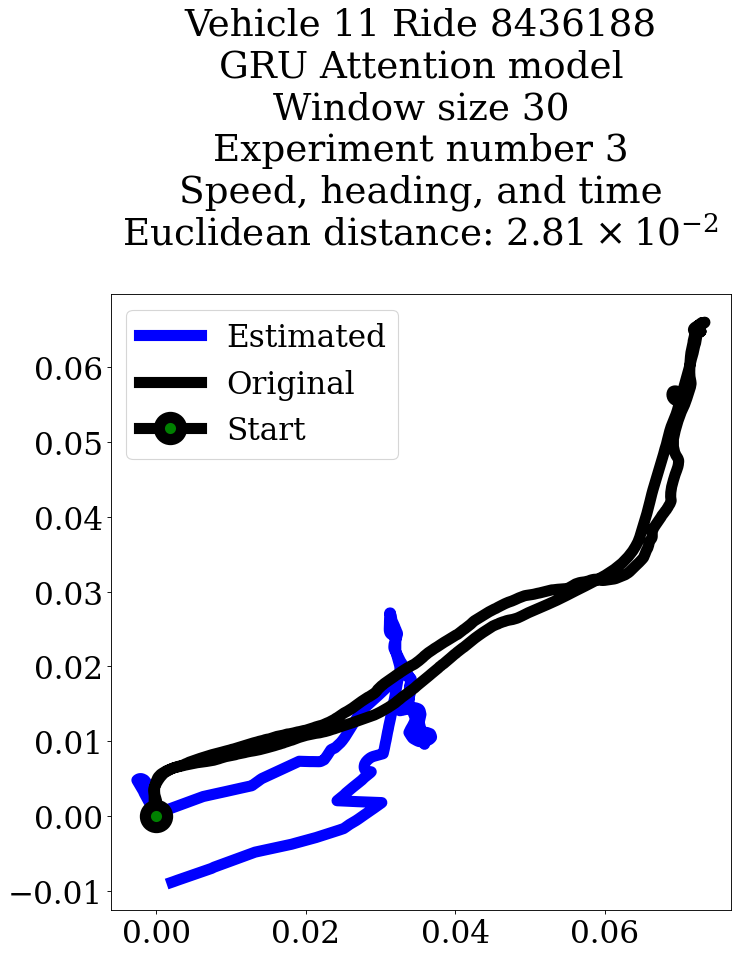 Vehicle 11 Ride 8436188
GRU Attention model
Window size 30
Experiment number 3
Speed, heading, and time
Euclidean distance: 2.81 × 10⁻²
Estimated
Original
Start
0.06
0.05
0.04
0.03
0.02
0.01
0.00
−0.01
0.00 0.02 0.04 0.06